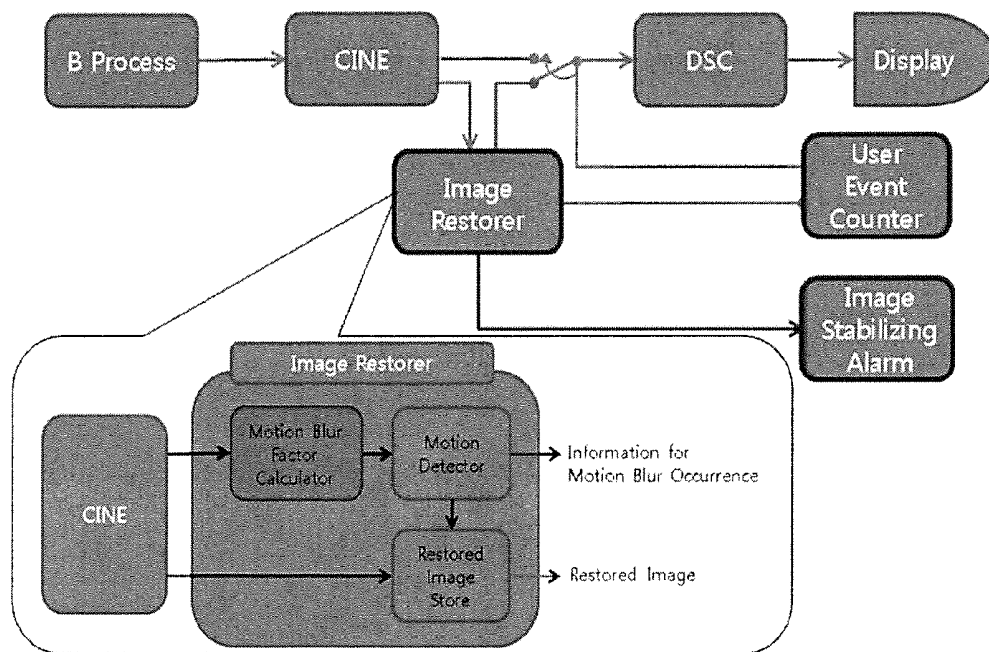 B Process
CINE
DSC
Display
Image
Restorer
User
Event
Counter
Image
Stabilizing
Alarm
Image Restorer
CINE
Motion Blur
Factor
Calculator
Motion
Detector
Information for
Motion Blur Occurrence
Restored
Image
Store
Restored Image